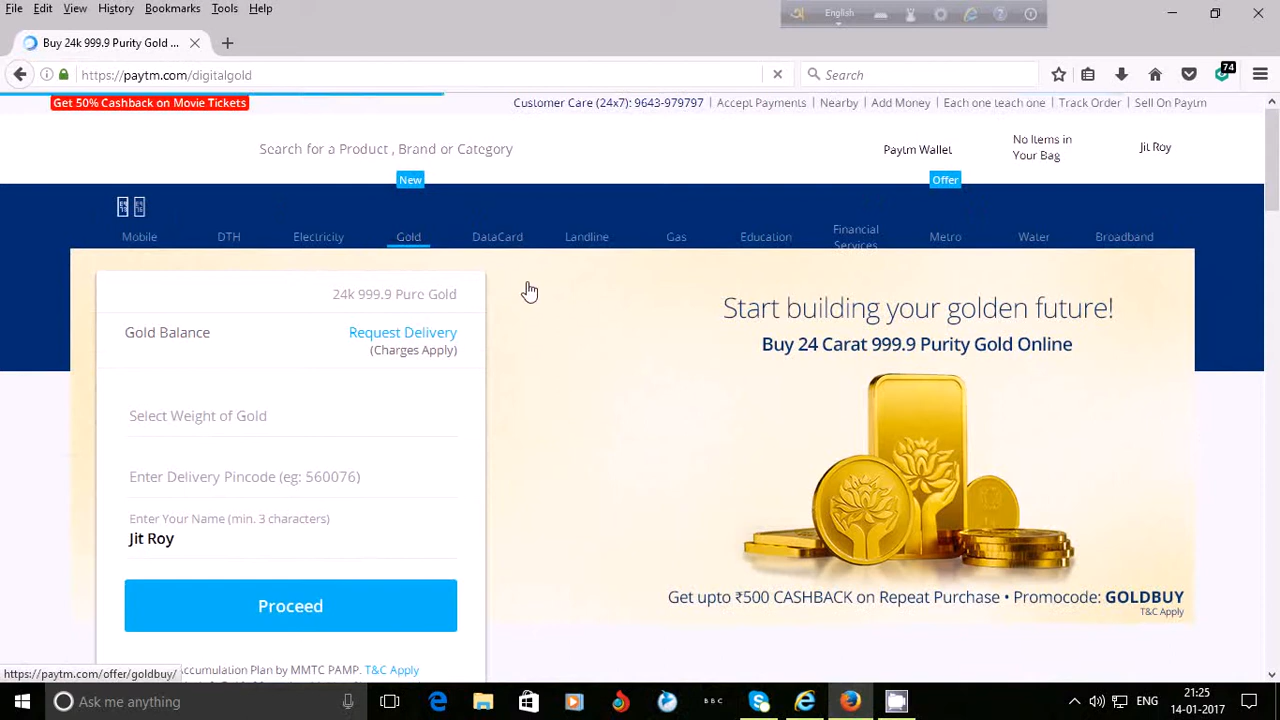 File Edit View History Bookmarks Tools Help
English
Buy 24k 999.9 Purity Gold ...
https://paytm.com/digitalgold
Search
74
Get 50% Cashback on Movie Tickets
Customer Care (24x7): 9643-979797 | Accept Payments | Nearby | Add Money | Each one teach one | Track Order | Sell On Paytm
Search for a Product , Brand or Category
Paytm Wallet
No Items in
Your Bag
Jit Roy
New
Offer
Mobile DTH Electricity Gold DataCard Landline Gas Education Financial Services Metro Water Broadband
24k 999.9 Pure Gold
Gold Balance
Request Delivery
(Charges Apply)
Select Weight of Gold
Enter Delivery Pincode (eg: 560076)
Enter Your Name (min. 3 characters)
Jit Roy
Proceed
Accumulation Plan by MMTC PAMP. T&C Apply
Start building your golden future!
Buy 24 Carat 999.9 Purity Gold Online
Get upto ₹500 CASHBACK on Repeat Purchase • Promocode: GOLDBUY
T&C Apply
https://paytm.com/offer/goldbuy/
Ask me anything
BBC
ENG
21:25
14-01-2017